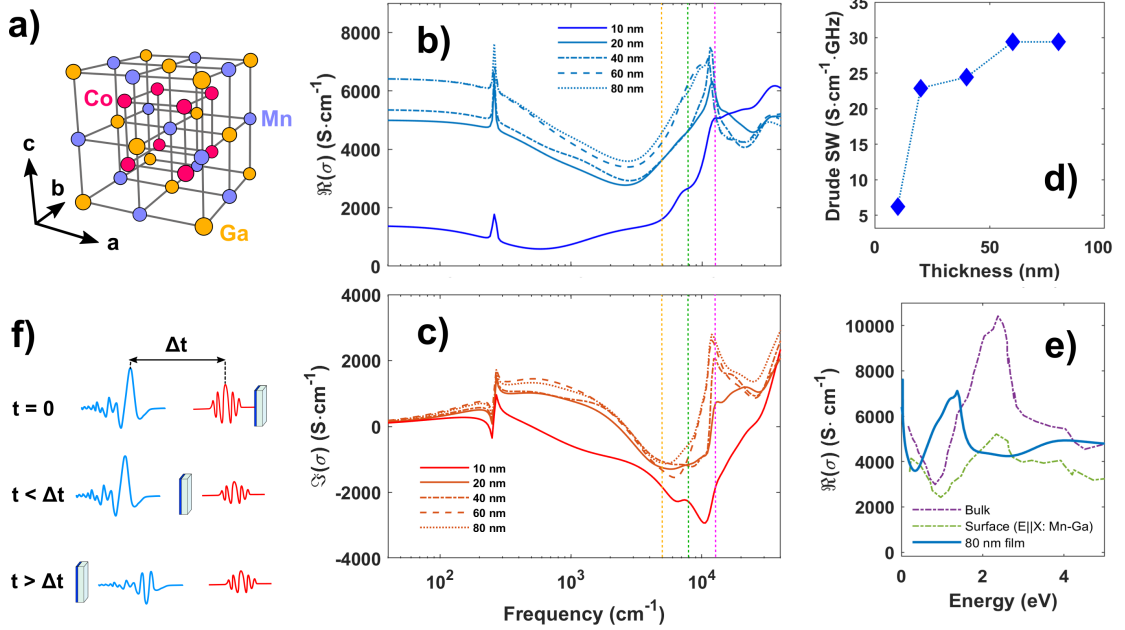 a)
Co
Mn
Ga
c
b
a
b)
ℜ(σ) (S·cm⁻¹)
8000
6000
4000
2000
0
10 nm
20 nm
40 nm
60 nm
80 nm
c)
ℑ(σ) (S·cm⁻¹)
4000
2000
0
-2000
-4000
10 nm
20 nm
40 nm
60 nm
80 nm
10²
10³
10⁴
Frequency (cm⁻¹)
d)
Drude SW (S·cm⁻¹·GHz)
35
30
25
20
15
10
5
0
50
100
Thickness (nm)
e)
ℜ(σ) (S· cm⁻¹)
10000
8000
6000
4000
2000
0
Bulk
Surface (E||X: Mn-Ga)
80 nm film
0
2
4
Energy (eV)
f)
Δt
t = 0
t < Δt
t > Δt